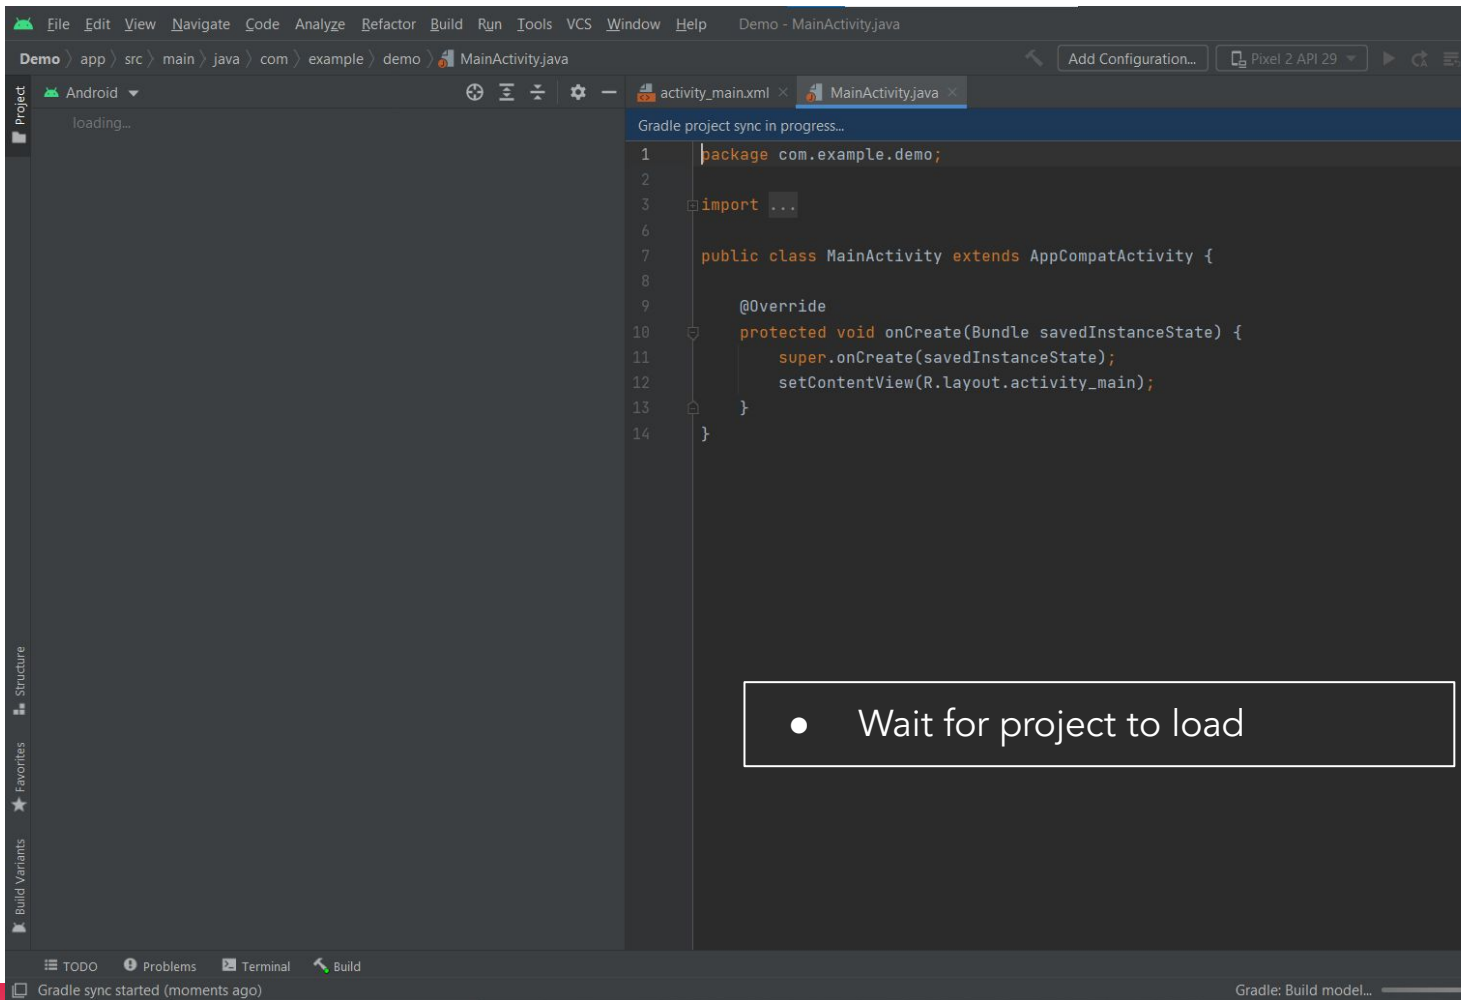 File Edit View Navigate Code Analyze Refactor Build Run Tools VCS Window Help Demo - MainActivity.java
Demo app src main java com example demo MainActivity.java Add Configuration... Pixel 2 API 29
Project
Android
activity_main.xml MainActivity.java
loading...
Gradle project sync in progress...
1 package com.example.demo;
2
3 import ...
6
7 public class MainActivity extends AppCompatActivity {
8
9 @Override
10 protected void onCreate(Bundle savedInstanceState) {
11 super.onCreate(savedInstanceState);
12 setContentView(R.layout.activity_main);
13 }
14 }
Structure
● Wait for project to load
Favorites
Build Variants
TODO Problems Terminal Build
Gradle sync started (moments ago) Gradle: Build model...